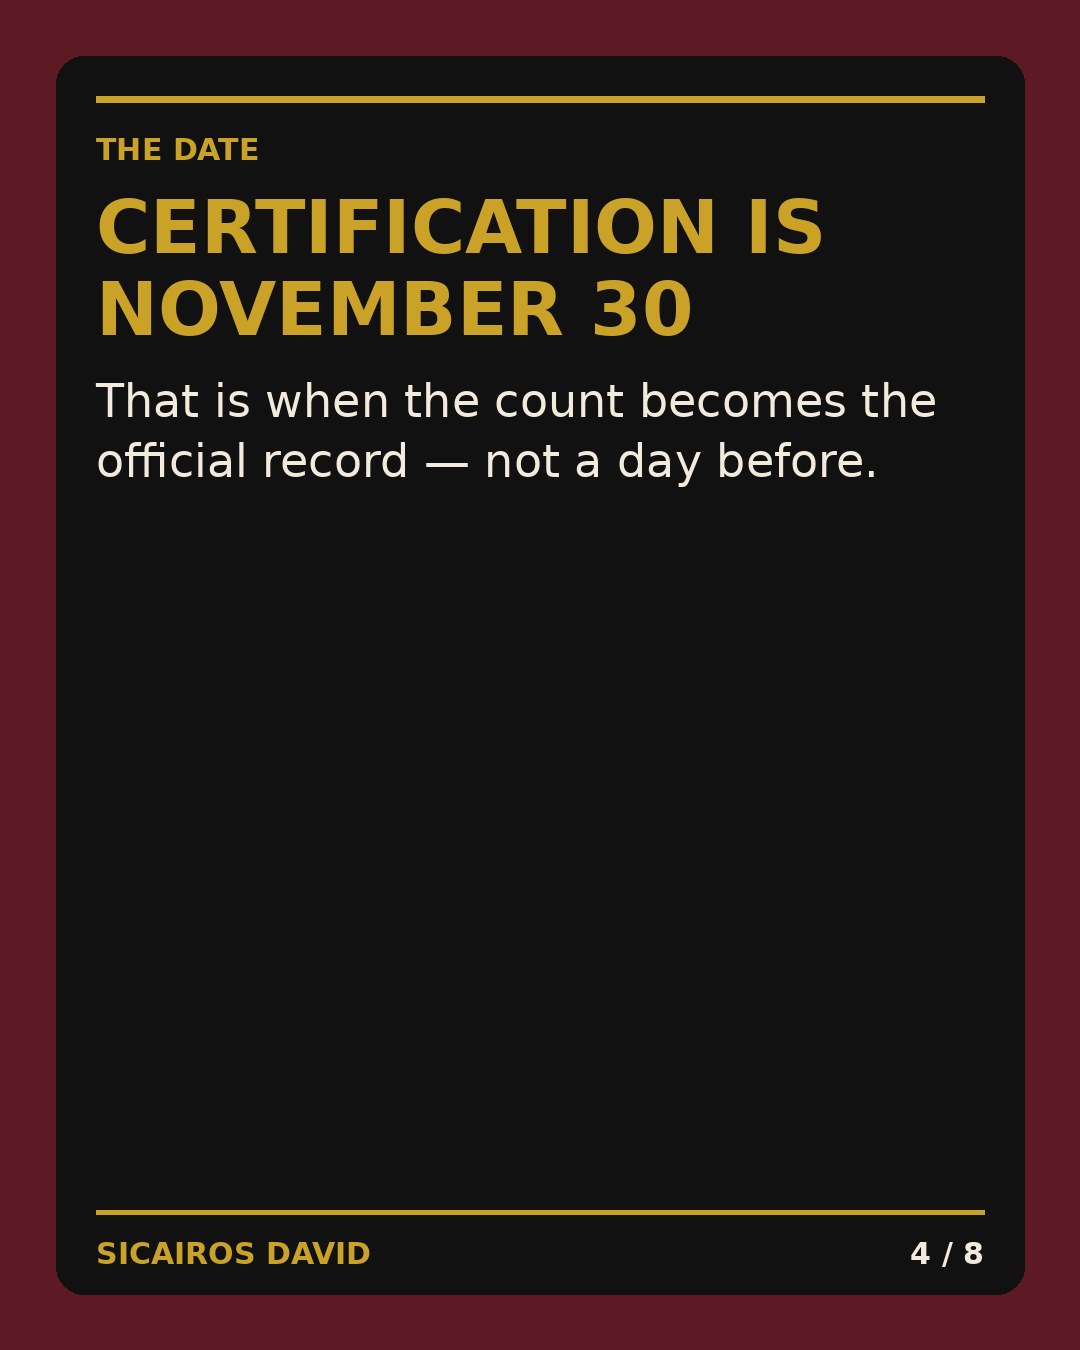 THE DATE
CERTIFICATION IS
NOVEMBER 30
That is when the count becomes the
official record — not a day before.
SICAIROS DAVID
4 / 8